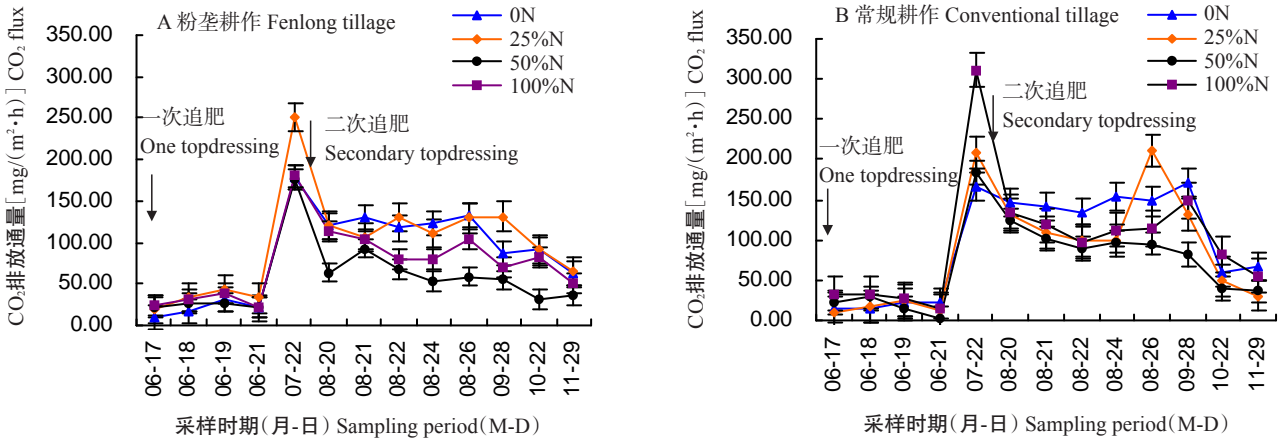 A 粉垄耕作 Fenlong tillage
CO₂排放通量[mg/(m²·h)] CO₂ flux
350.00
300.00
250.00
200.00
150.00
100.00
50.00
0.00
0N
25%N
50%N
100%N
一次追肥
One topdressing
二次追肥
Secondary topdressing
06-17
06-18
06-19
06-21
07-22
08-20
08-21
08-22
08-24
08-26
09-28
10-22
11-29
采样时期(月-日) Sampling period(M-D)
B 常规耕作 Conventional tillage
CO₂排放通量[mg/(m²·h)] CO₂ flux
350.00
300.00
250.00
200.00
150.00
100.00
50.00
0.00
0N
25%N
50%N
100%N
一次追肥
One topdressing
二次追肥
Secondary topdressing
06-17
06-18
06-19
06-21
07-22
08-20
08-21
08-22
08-24
08-26
09-28
10-22
11-29
采样时期(月-日) Sampling period(M-D)